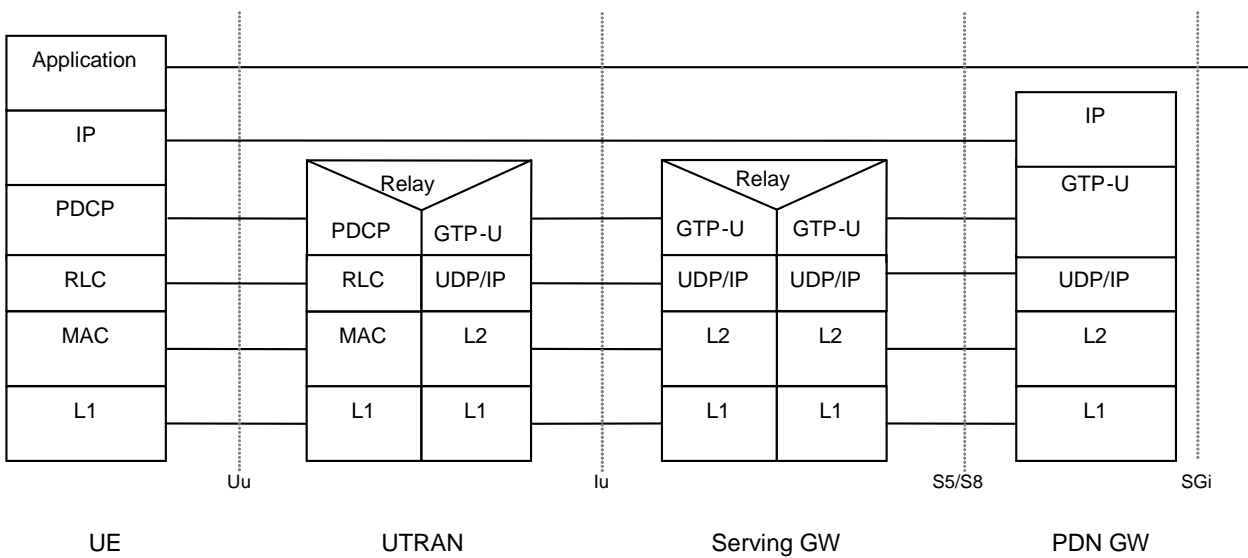 Application
IP
PDCP
RLC
MAC
L1
Relay
PDCP
GTP-U
RLC
UDP/IP
MAC
L2
L1
L1
Relay
GTP-U
GTP-U
UDP/IP
UDP/IP
L2
L2
L1
L1
IP
GTP-U
UDP/IP
L2
L1
Uu
Iu
S5/S8
SGi
UE
UTRAN
Serving GW
PDN GW